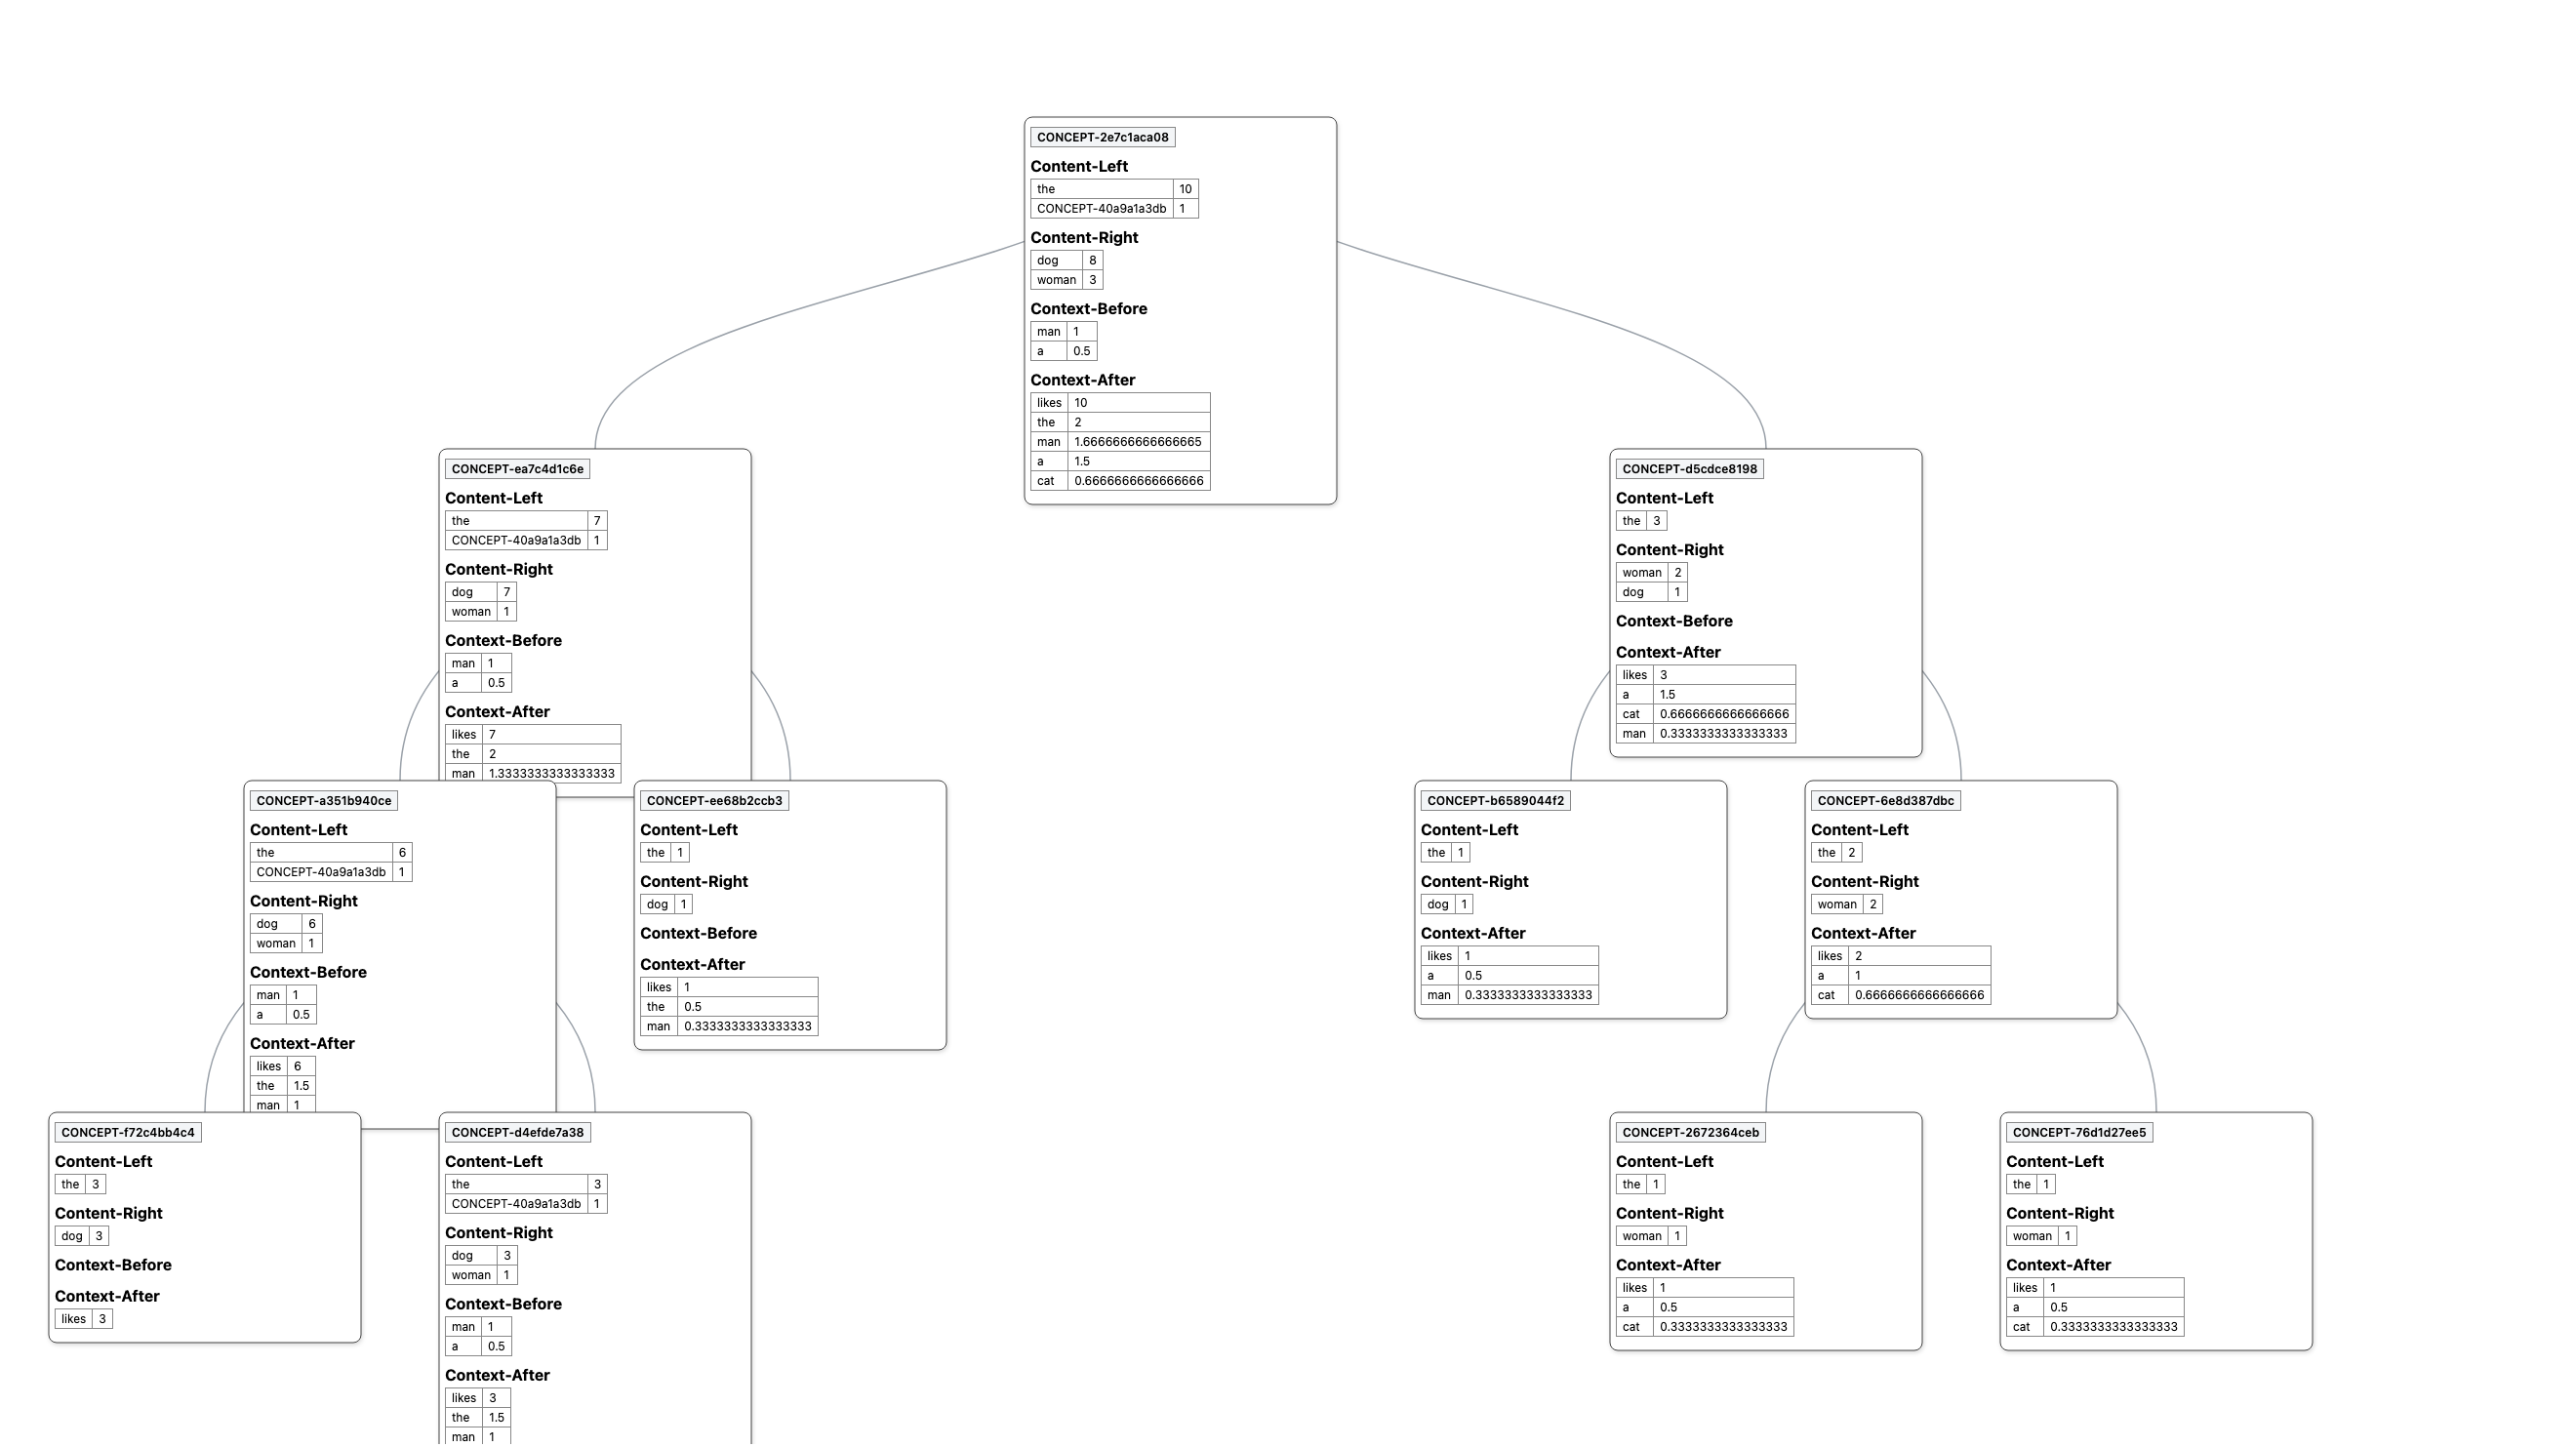 CONCEPT-2e7c1aca08
Content-Left
the 10
CONCEPT-40a9a1a3db 1
Content-Right
dog 8
woman 3
Context-Before
man 1
a 0.5
Context-After
likes 10
the 2
man 1.6666666666666665
a 1.5
cat 0.6666666666666666
CONCEPT-ea7c4d1c6e
Content-Left
the 7
CONCEPT-40a9a1a3db 1
Content-Right
dog 7
woman 1
Context-Before
man 1
a 0.5
Context-After
likes 7
the 2
man 1.3333333333333333
CONCEPT-d5cdce8198
Content-Left
the 3
Content-Right
woman 2
dog 1
Context-Before
Context-After
likes 3
a 1.5
cat 0.6666666666666666
man 0.3333333333333333
CONCEPT-a351b940ce
Content-Left
the 6
CONCEPT-40a9a1a3db 1
Content-Right
dog 6
woman 1
Context-Before
man 1
a 0.5
Context-After
likes 6
the 1.5
man 1
CONCEPT-ee68b2ccb3
Content-Left
the 1
Content-Right
dog 1
Context-Before
Context-After
likes 1
the 0.5
man 0.3333333333333333
CONCEPT-b6589044f2
Content-Left
the 1
Content-Right
dog 1
Context-After
likes 1
a 0.5
man 0.3333333333333333
CONCEPT-6e8d387dbc
Content-Left
the 2
Content-Right
woman 2
Context-After
likes 2
a 1
cat 0.6666666666666666
CONCEPT-f72c4bb4c4
Content-Left
the 3
Content-Right
dog 3
Context-Before
Context-After
likes 3
CONCEPT-d4efde7a38
Content-Left
the 3
CONCEPT-40a9a1a3db 1
Content-Right
dog 3
woman 1
Context-Before
man 1
a 0.5
Context-After
likes 3
the 1.5
man 1
CONCEPT-2672364ceb
Content-Left
the 1
Content-Right
woman 1
Context-After
likes 1
a 0.5
cat 0.3333333333333333
CONCEPT-76d1d27ee5
Content-Left
the 1
Content-Right
woman 1
Context-After
likes 1
a 0.5
cat 0.3333333333333333